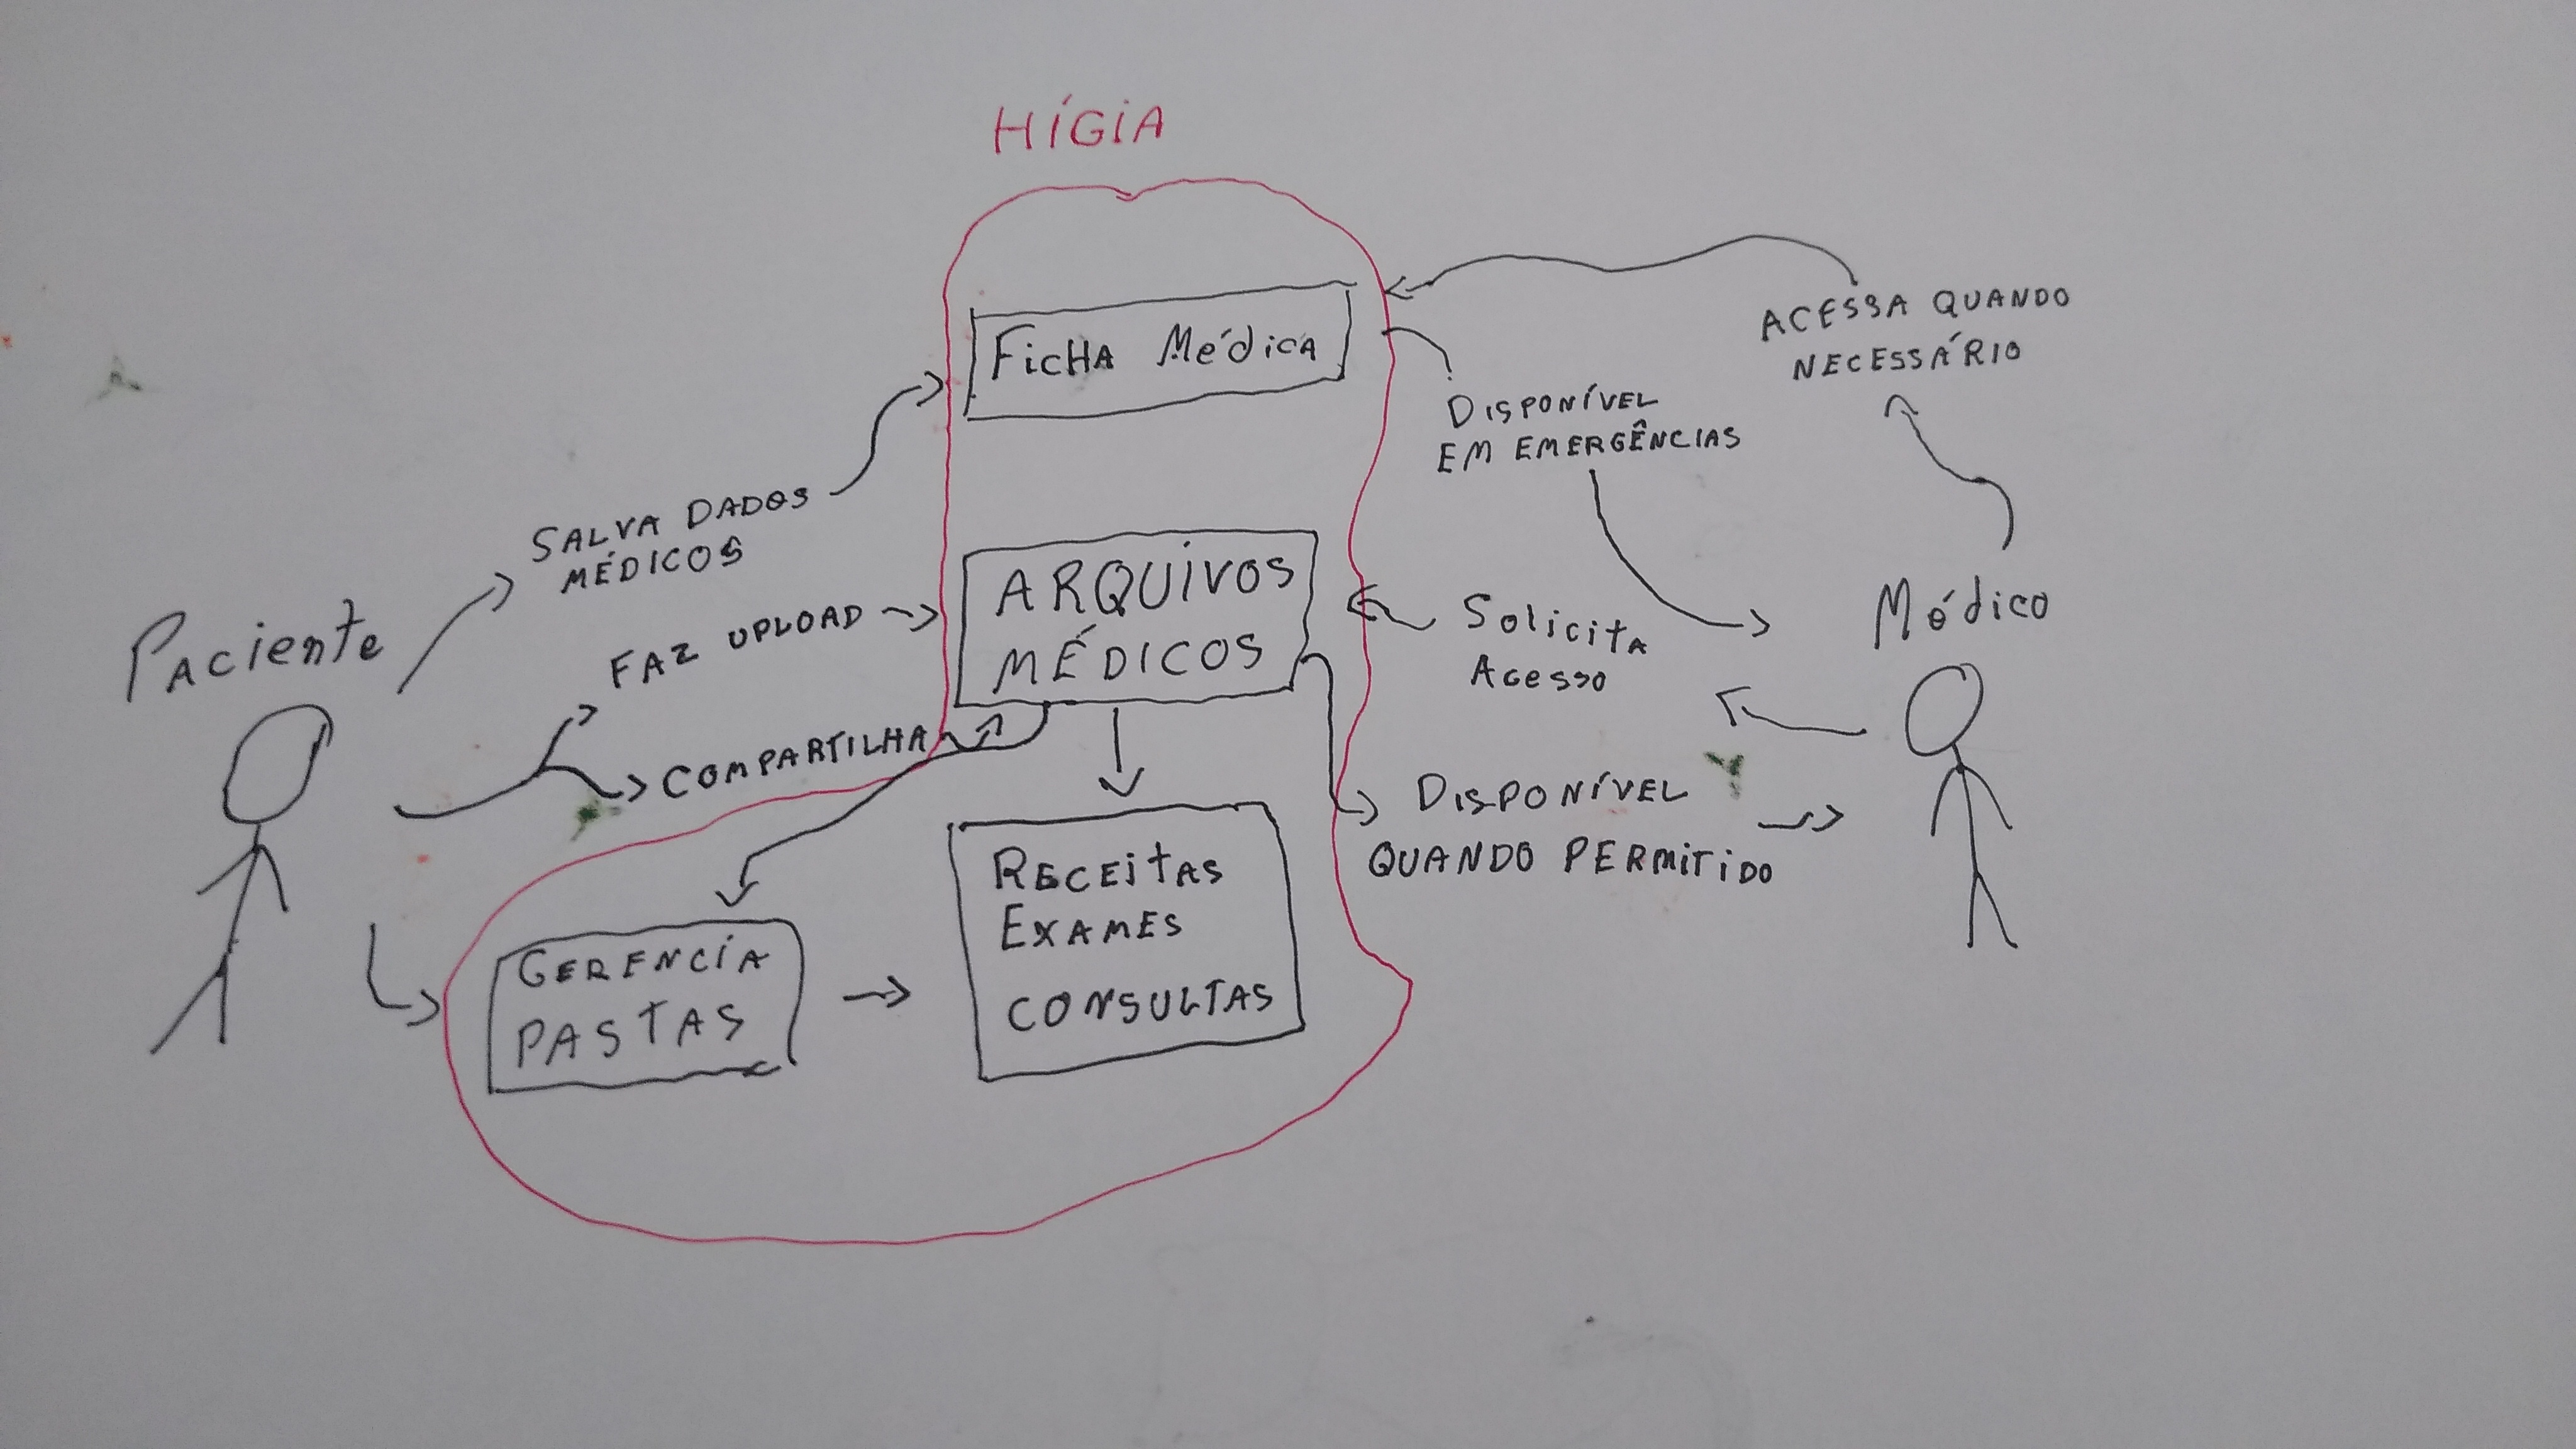 HÍGIA
FICHA MÉDICA
ACESSA QUANDO
NECESSÁRIO
DISPONÍVEL
EM EMERGÊNCIAS
SALVA DADOS
MÉDICOS
Paciente
FAZ UPLOAD
COMPARTILHA
ARQUIVOS
MÉDICOS
Solicita
Acesso
Médico
DISPONÍVEL
QUANDO PERMITIDO
GERENCIA
PASTAS
RECEITAS
EXAMES
CONSULTAS